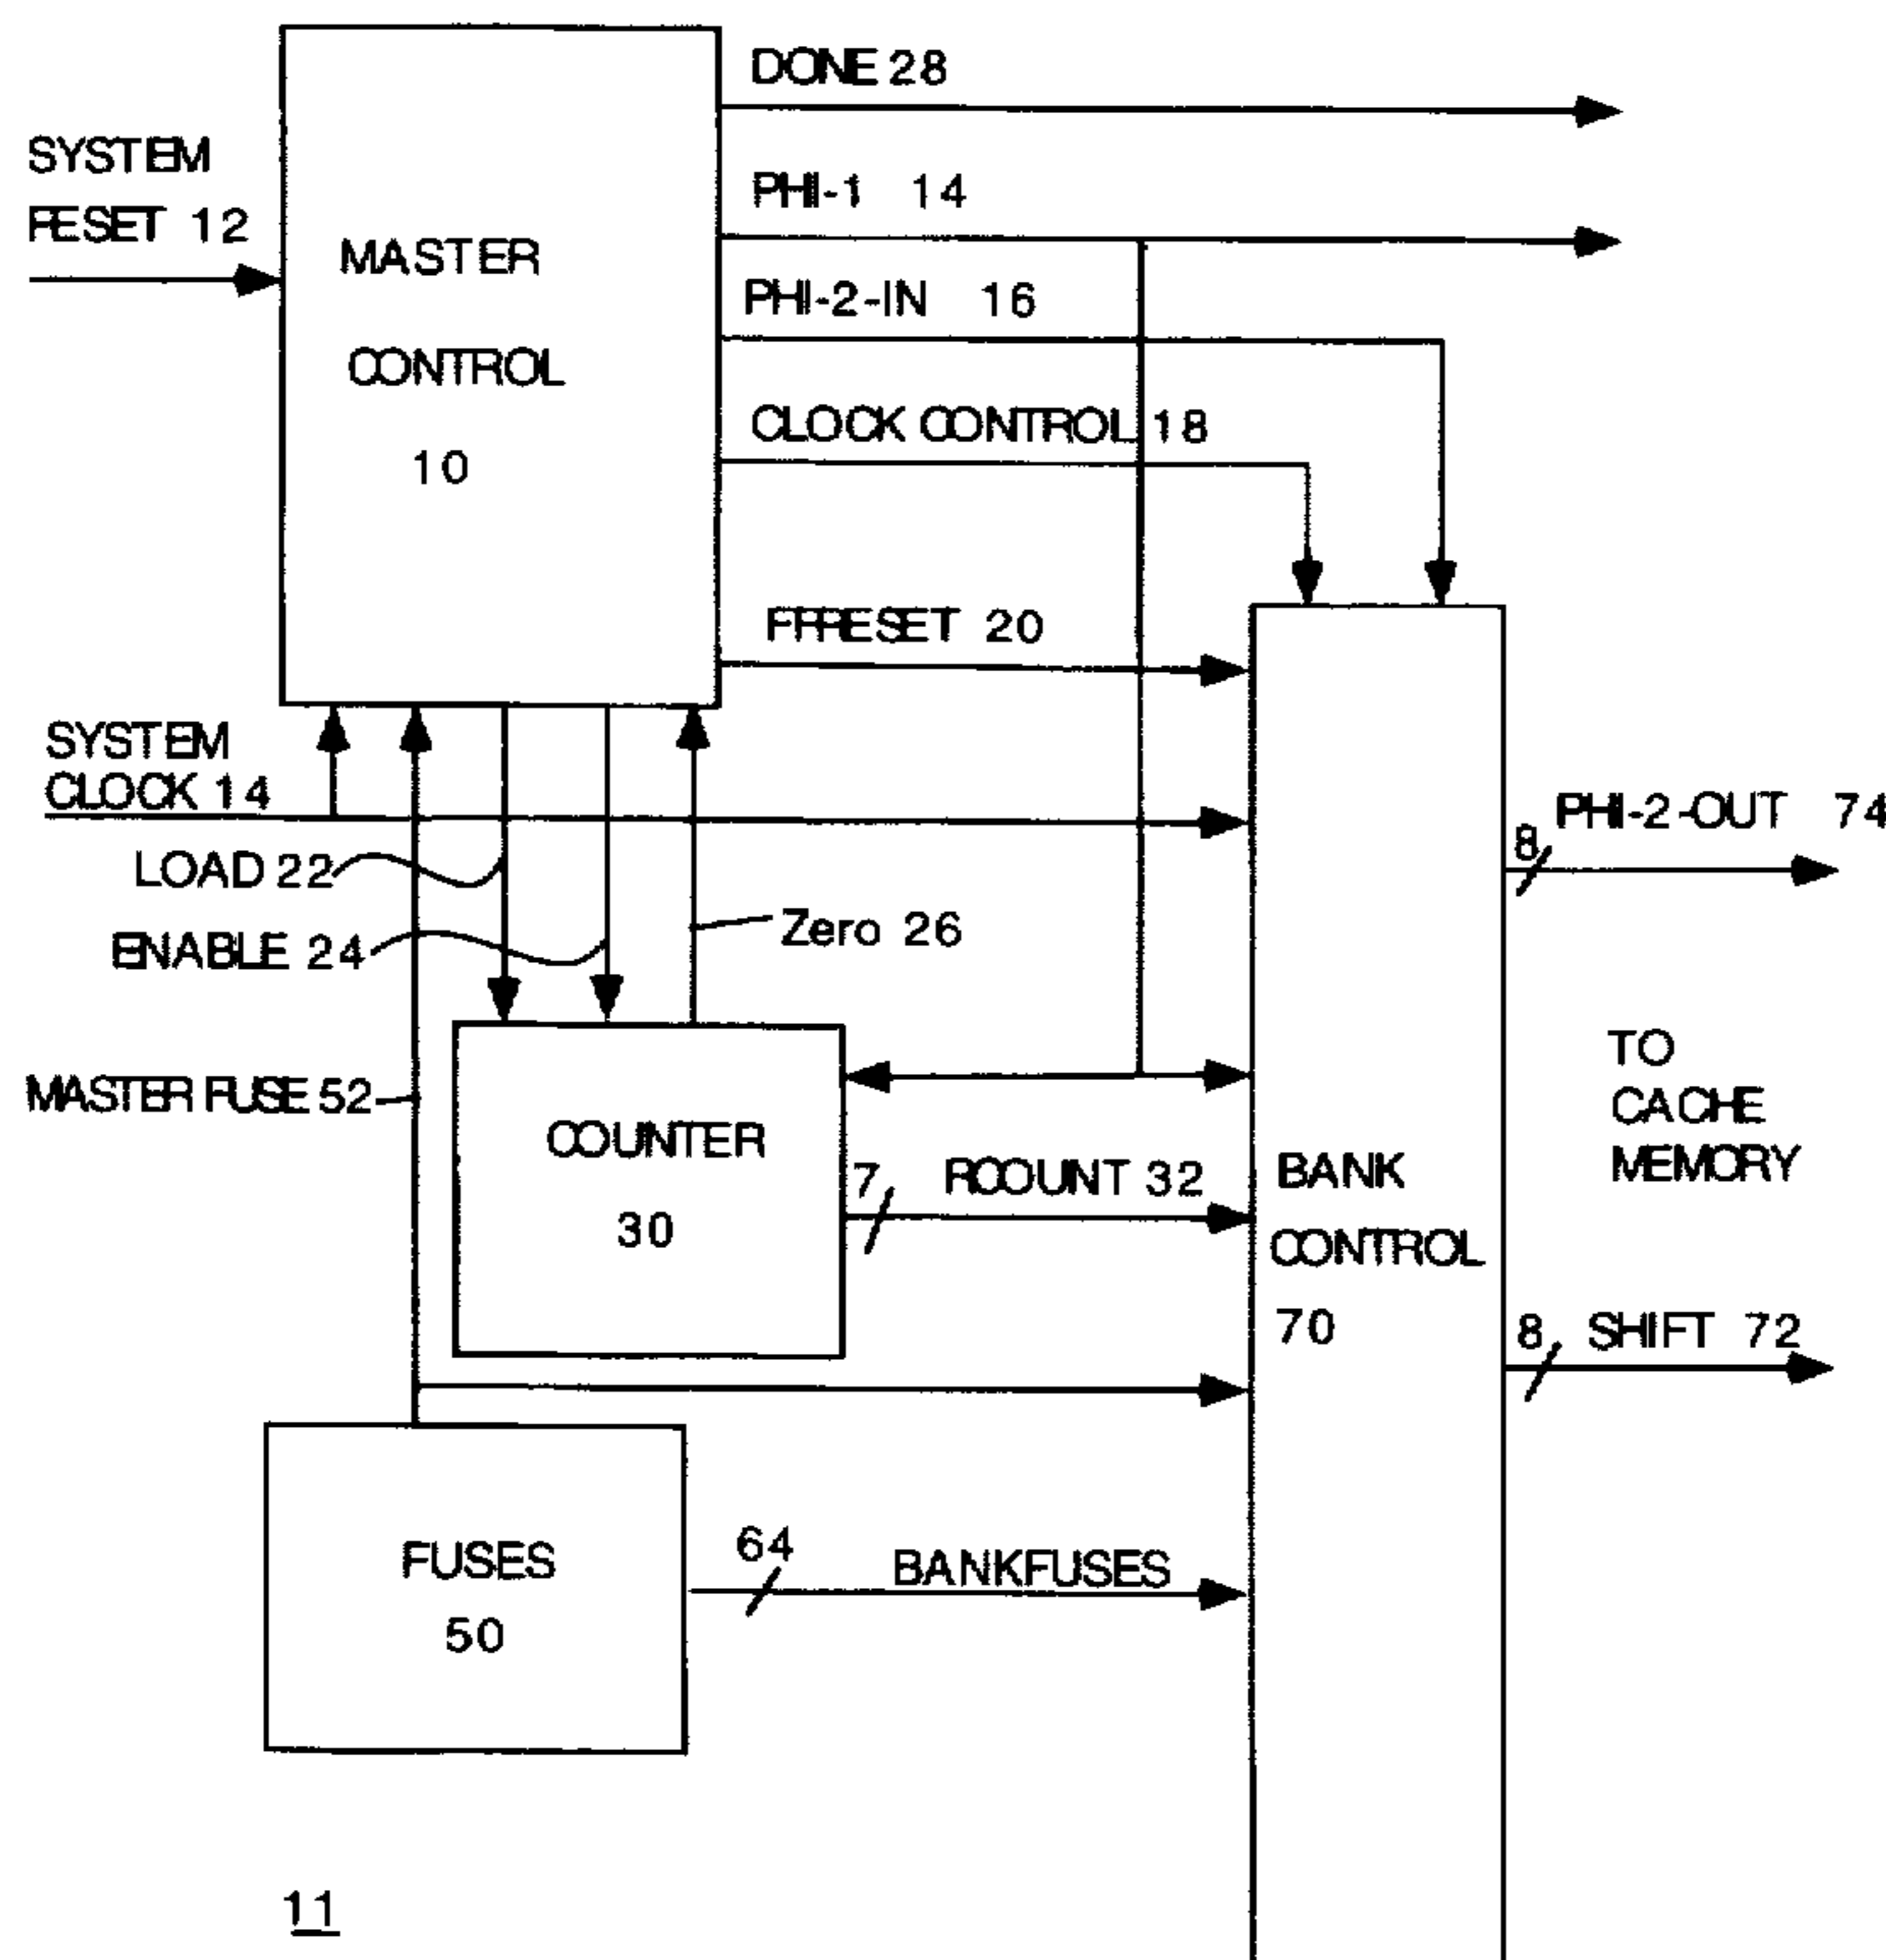 DONE 28
SYSTEM
RESET 12
PHI-1 14
MASTER
CONTROL
10
PHI-2-IN 16
CLOCK CONTROL 18
FFRESET 20
SYSTEM
CLOCK 14
LOAD 22
ENABLE 24
Zero 26
8
PHI-2-OUT 74
MASTER FUSE 52
COUNTER
30
7
RCOUNT 32
BANK
CONTROL
70
TO
CACHE
MEMORY
8
SHIFT 72
FUSES
50
64
BANKFUSES
11